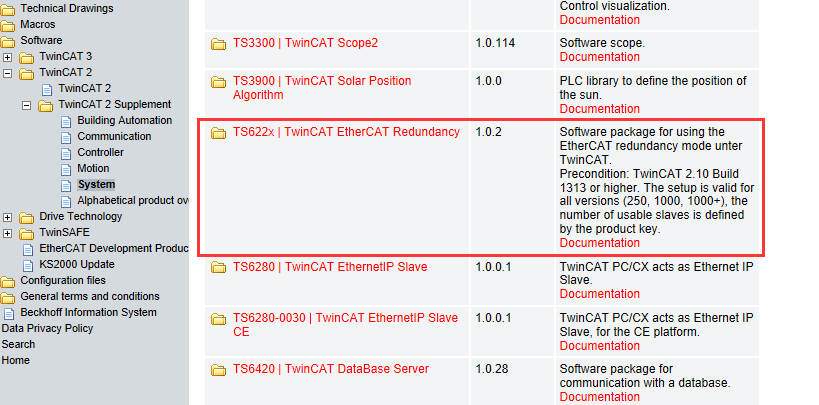 Technical Drawings
Macros
Software
TwinCAT 3
TwinCAT 2
TwinCAT 2
TwinCAT 2 Supplement
Building Automation
Communication
Controller
Motion
System
Alphabetical product ov
Drive Technology
TwinSAFE
EtherCAT Development Produc
KS2000 Update
Configuration files
General terms and conditions
Beckhoff Information System
Data Privacy Policy
Search
Home
Control visualization.
Documentation
TS3300 | TwinCAT Scope2
1.0.114
Software scope.
Documentation
TS3900 | TwinCAT Solar Position
Algorithm
1.0.0
PLC library to define the position of
the sun.
Documentation
TS622x | TwinCAT EtherCAT Redundancy
1.0.2
Software package for using the
EtherCAT redundancy mode unter
TwinCAT.
Precondition: TwinCAT 2.10 Build
1313 or higher. The setup is valid for
all versions (250, 1000, 1000+), the
number of usable slaves is defined
by the product key.
Documentation
TS6280 | TwinCAT EthernetIP Slave
1.0.0.1
TwinCAT PC/CX acts as Ethernet IP
Slave.
Documentation
TS6280-0030 | TwinCAT EthernetIP Slave
CE
1.0.0.1
TwinCAT PC/CX acts as Ethernet IP
Slave, for the CE platform.
Documentation
TS6420 | TwinCAT DataBase Server
1.0.28
Software package for
communication with a database.
Documentation